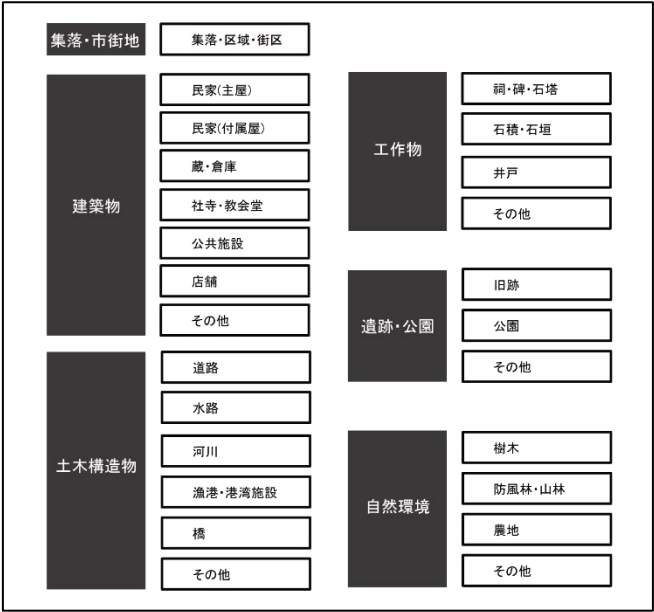 集落・市街地
集落・区域・街区
建築物
民家(主屋)
民家(付属屋)
蔵・倉庫
社寺・教会堂
公共施設
店舗
その他
土木構造物
道路
水路
河川
漁港・港湾施設
橋
その他
工作物
祠・碑・石塔
石積・石垣
井戸
その他
遺跡・公園
旧跡
公園
その他
自然環境
樹木
防風林・山林
農地
その他